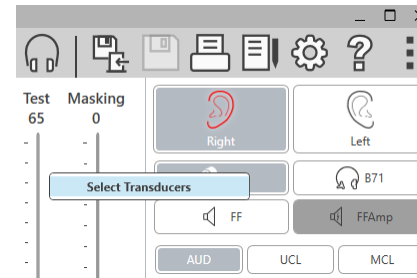 Test Masking
65 0
Right Left
Select Transducers
B71
FF FFAmp
AUD UCL MCL